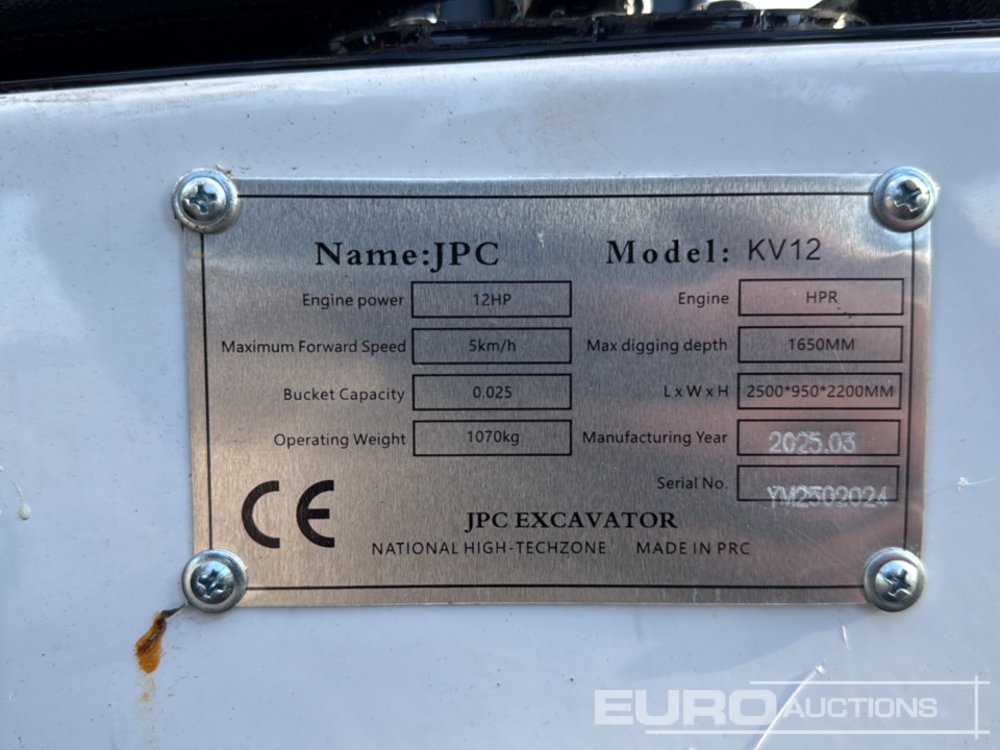 Name:JPC Model: KV12
Engine power 12HP Engine HPR
Maximum Forward Speed 5km/h Max digging depth 1650MM
Bucket Capacity 0.025 L x W x H 2500*950*2200MM
Operating Weight 1070kg Manufacturing Year 2025.03
Serial No. YM2502024
CE JPC EXCAVATOR
NATIONAL HIGH-TECHZONE MADE IN PRC
EURO AUCTIONS